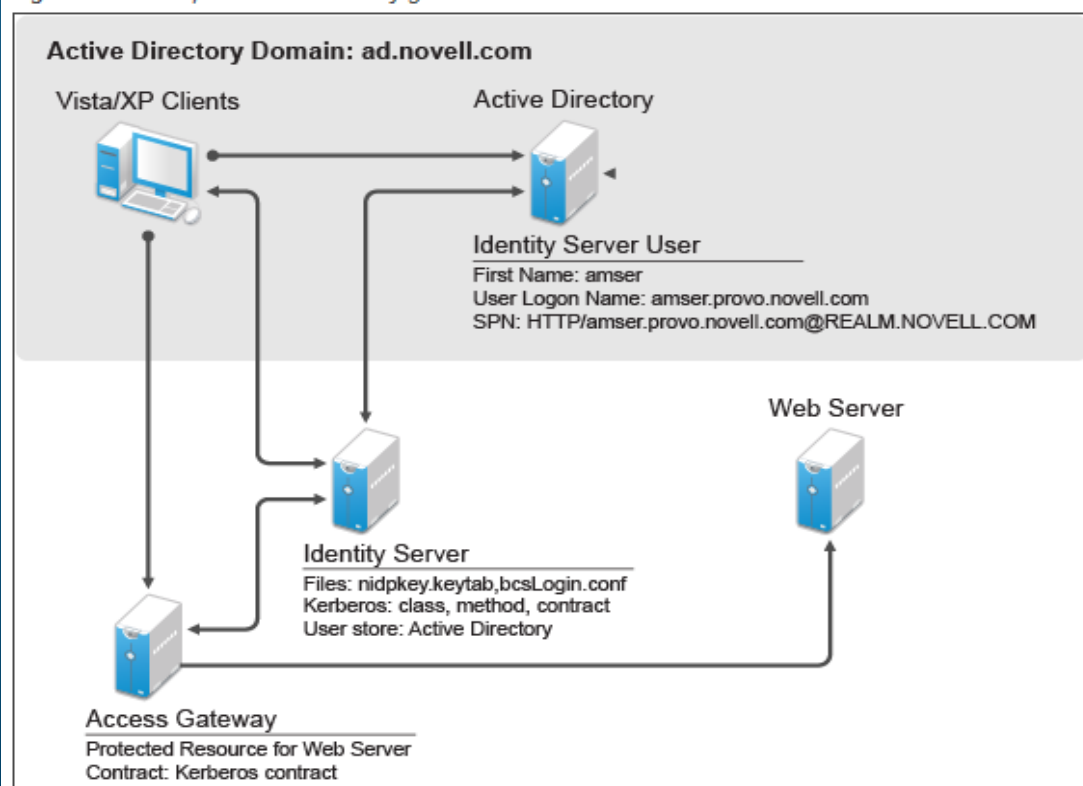 Active Directory Domain: ad.novell.com
Vista/XP Clients
Active Directory
Identity Server User
First Name: amser
User Logon Name: amser.provo.novell.com
SPN: HTTP/amser.provo.novell.com@REALM.NOVELL.COM
Web Server
Identity Server
Files: nidpkey.keytab,bcsLogin.conf
Kerberos: class, method, contract
User store: Active Directory
Access Gateway
Protected Resource for Web Server
Contract: Kerberos contract